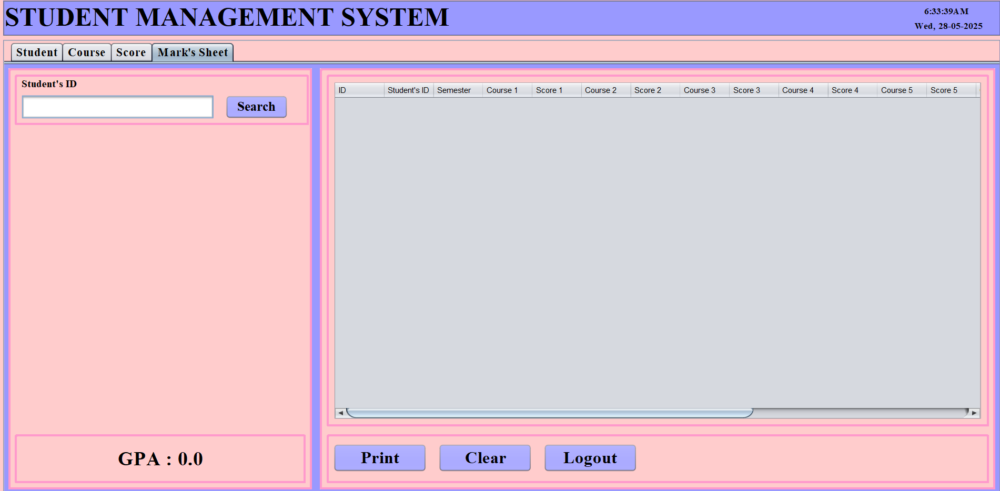 STUDENT MANAGEMENT SYSTEM
6:33:39AM
Wed, 28-05-2025
Student Course Score Mark's Sheet
Student's ID
Search
ID Student's ID Semester Course 1 Score 1 Course 2 Score 2 Course 3 Score 3 Course 4 Score 4 Course 5 Score 5
GPA : 0.0
Print Clear Logout